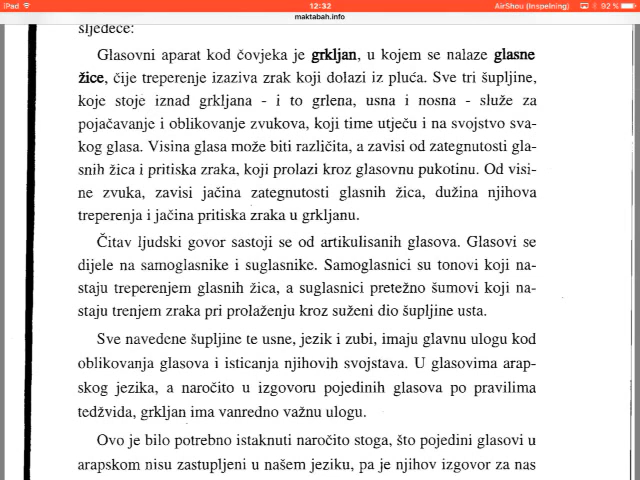 iPad
12:32
AirShou (Inspelning)
92 %
maktabah.info
sljedeće:
Glasovni aparat kod čovjeka je grkljan, u kojem se nalaze glasne
žice, čije treperenje izaziva zrak koji dolazi iz pluća. Sve tri šupljine,
koje stoje iznad grkljana - i to grlena, usna i nosna - služe za
pojačavanje i oblikovanje zvukova, koji time utječu i na svojstvo sva-
kog glasa. Visina glasa može biti različita, a zavisi od zategnutosti gla-
snih žica i pritiska zraka, koji prolazi kroz glasovnu pukotinu. Od visi-
ne zvuka, zavisi jačina zategnutosti glasnih žica, dužina njihova
treperenja i jačina pritiska zraka u grkljanu.
Čitav ljudski govor sastoji se od artikulisanih glasova. Glasovi se
dijele na samoglasnike i suglasnike. Samoglasnici su tonovi koji na-
staju treperenjem glasnih žica, a suglasnici pretežno šumovi koji na-
staju trenjem zraka pri prolaženju kroz suženi dio šupljine usta.
Sve navedene šupljine te usne, jezik i zubi, imaju glavnu ulogu kod
oblikovanja glasova i isticanja njihovih svojstava. U glasovima arap-
skog jezika, a naročito u izgovoru pojedinih glasova po pravilima
tedžvida, grkljan ima vanredno važnu ulogu.
Ovo je bilo potrebno istaknuti naročito stoga, što pojedini glasovi u
arapskom nisu zastupljeni u našem jeziku, pa je njihov izgovor za nas